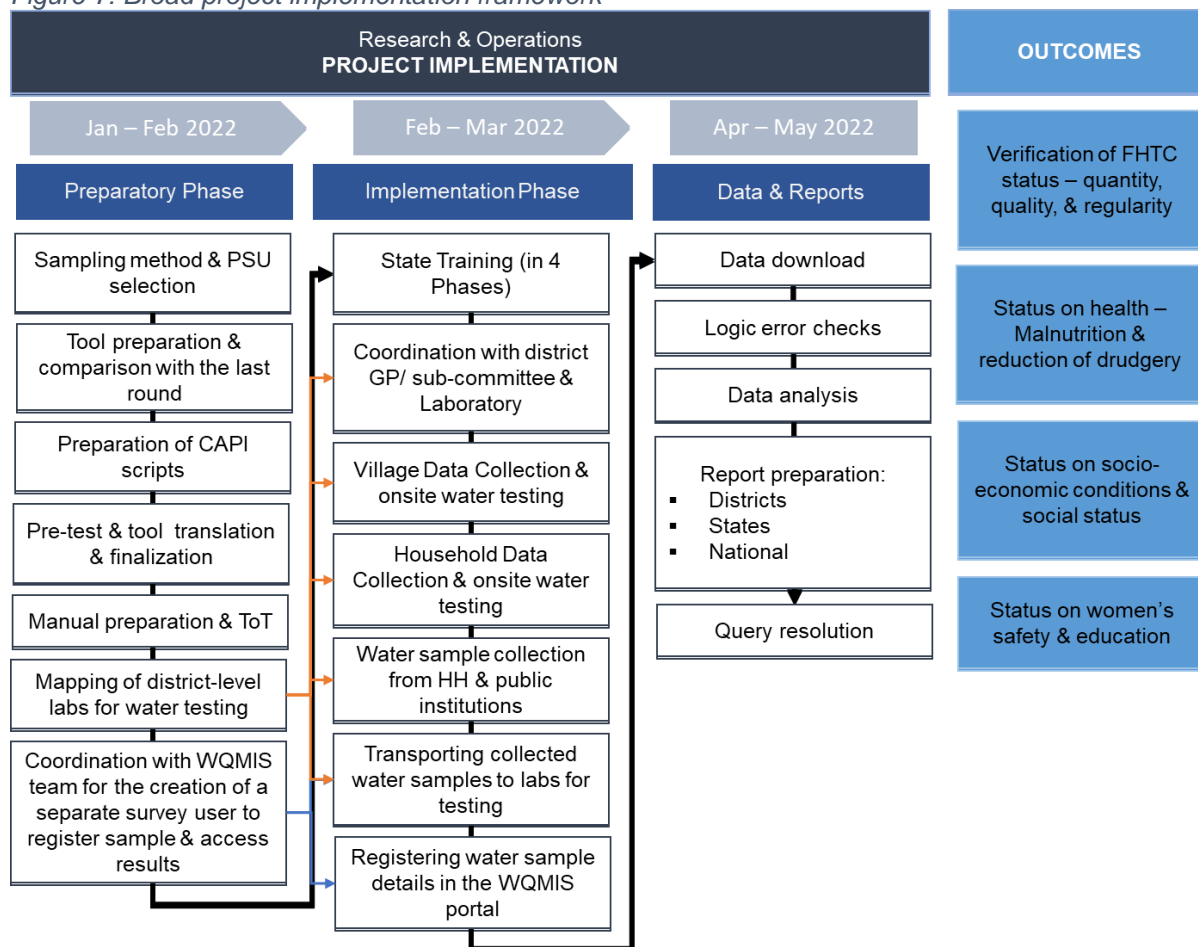 Figure 7: Broad project implementation framework
Research & Operations
PROJECT IMPLEMENTATION
OUTCOMES
Jan – Feb 2022
Feb – Mar 2022
Apr – May 2022
Preparatory Phase
Implementation Phase
Data & Reports
Sampling method & PSU
selection
Tool preparation &
comparison with the last
round
Preparation of CAPI
scripts
Pre-test & tool translation
& finalization
Manual preparation & ToT
Mapping of district-level
labs for water testing
Coordination with WQMIS
team for the creation of a
separate survey user to
register sample & access
results
State Training (in 4
Phases)
Coordination with district
GP/ sub-committee &
Laboratory
Village Data Collection &
onsite water testing
Household Data
Collection & onsite water
testing
Water sample collection
from HH & public
institutions
Transporting collected
water samples to labs for
testing
Registering water sample
details in the WQMIS
portal
Data download
Logic error checks
Data analysis
Report preparation:
▪ Districts
▪ States
▪ National
Query resolution
Verification of FHTC
status – quantity,
quality, & regularity
Status on health –
Malnutrition &
reduction of drudgery
Status on socio-
economic conditions &
social status
Status on women's
safety & education